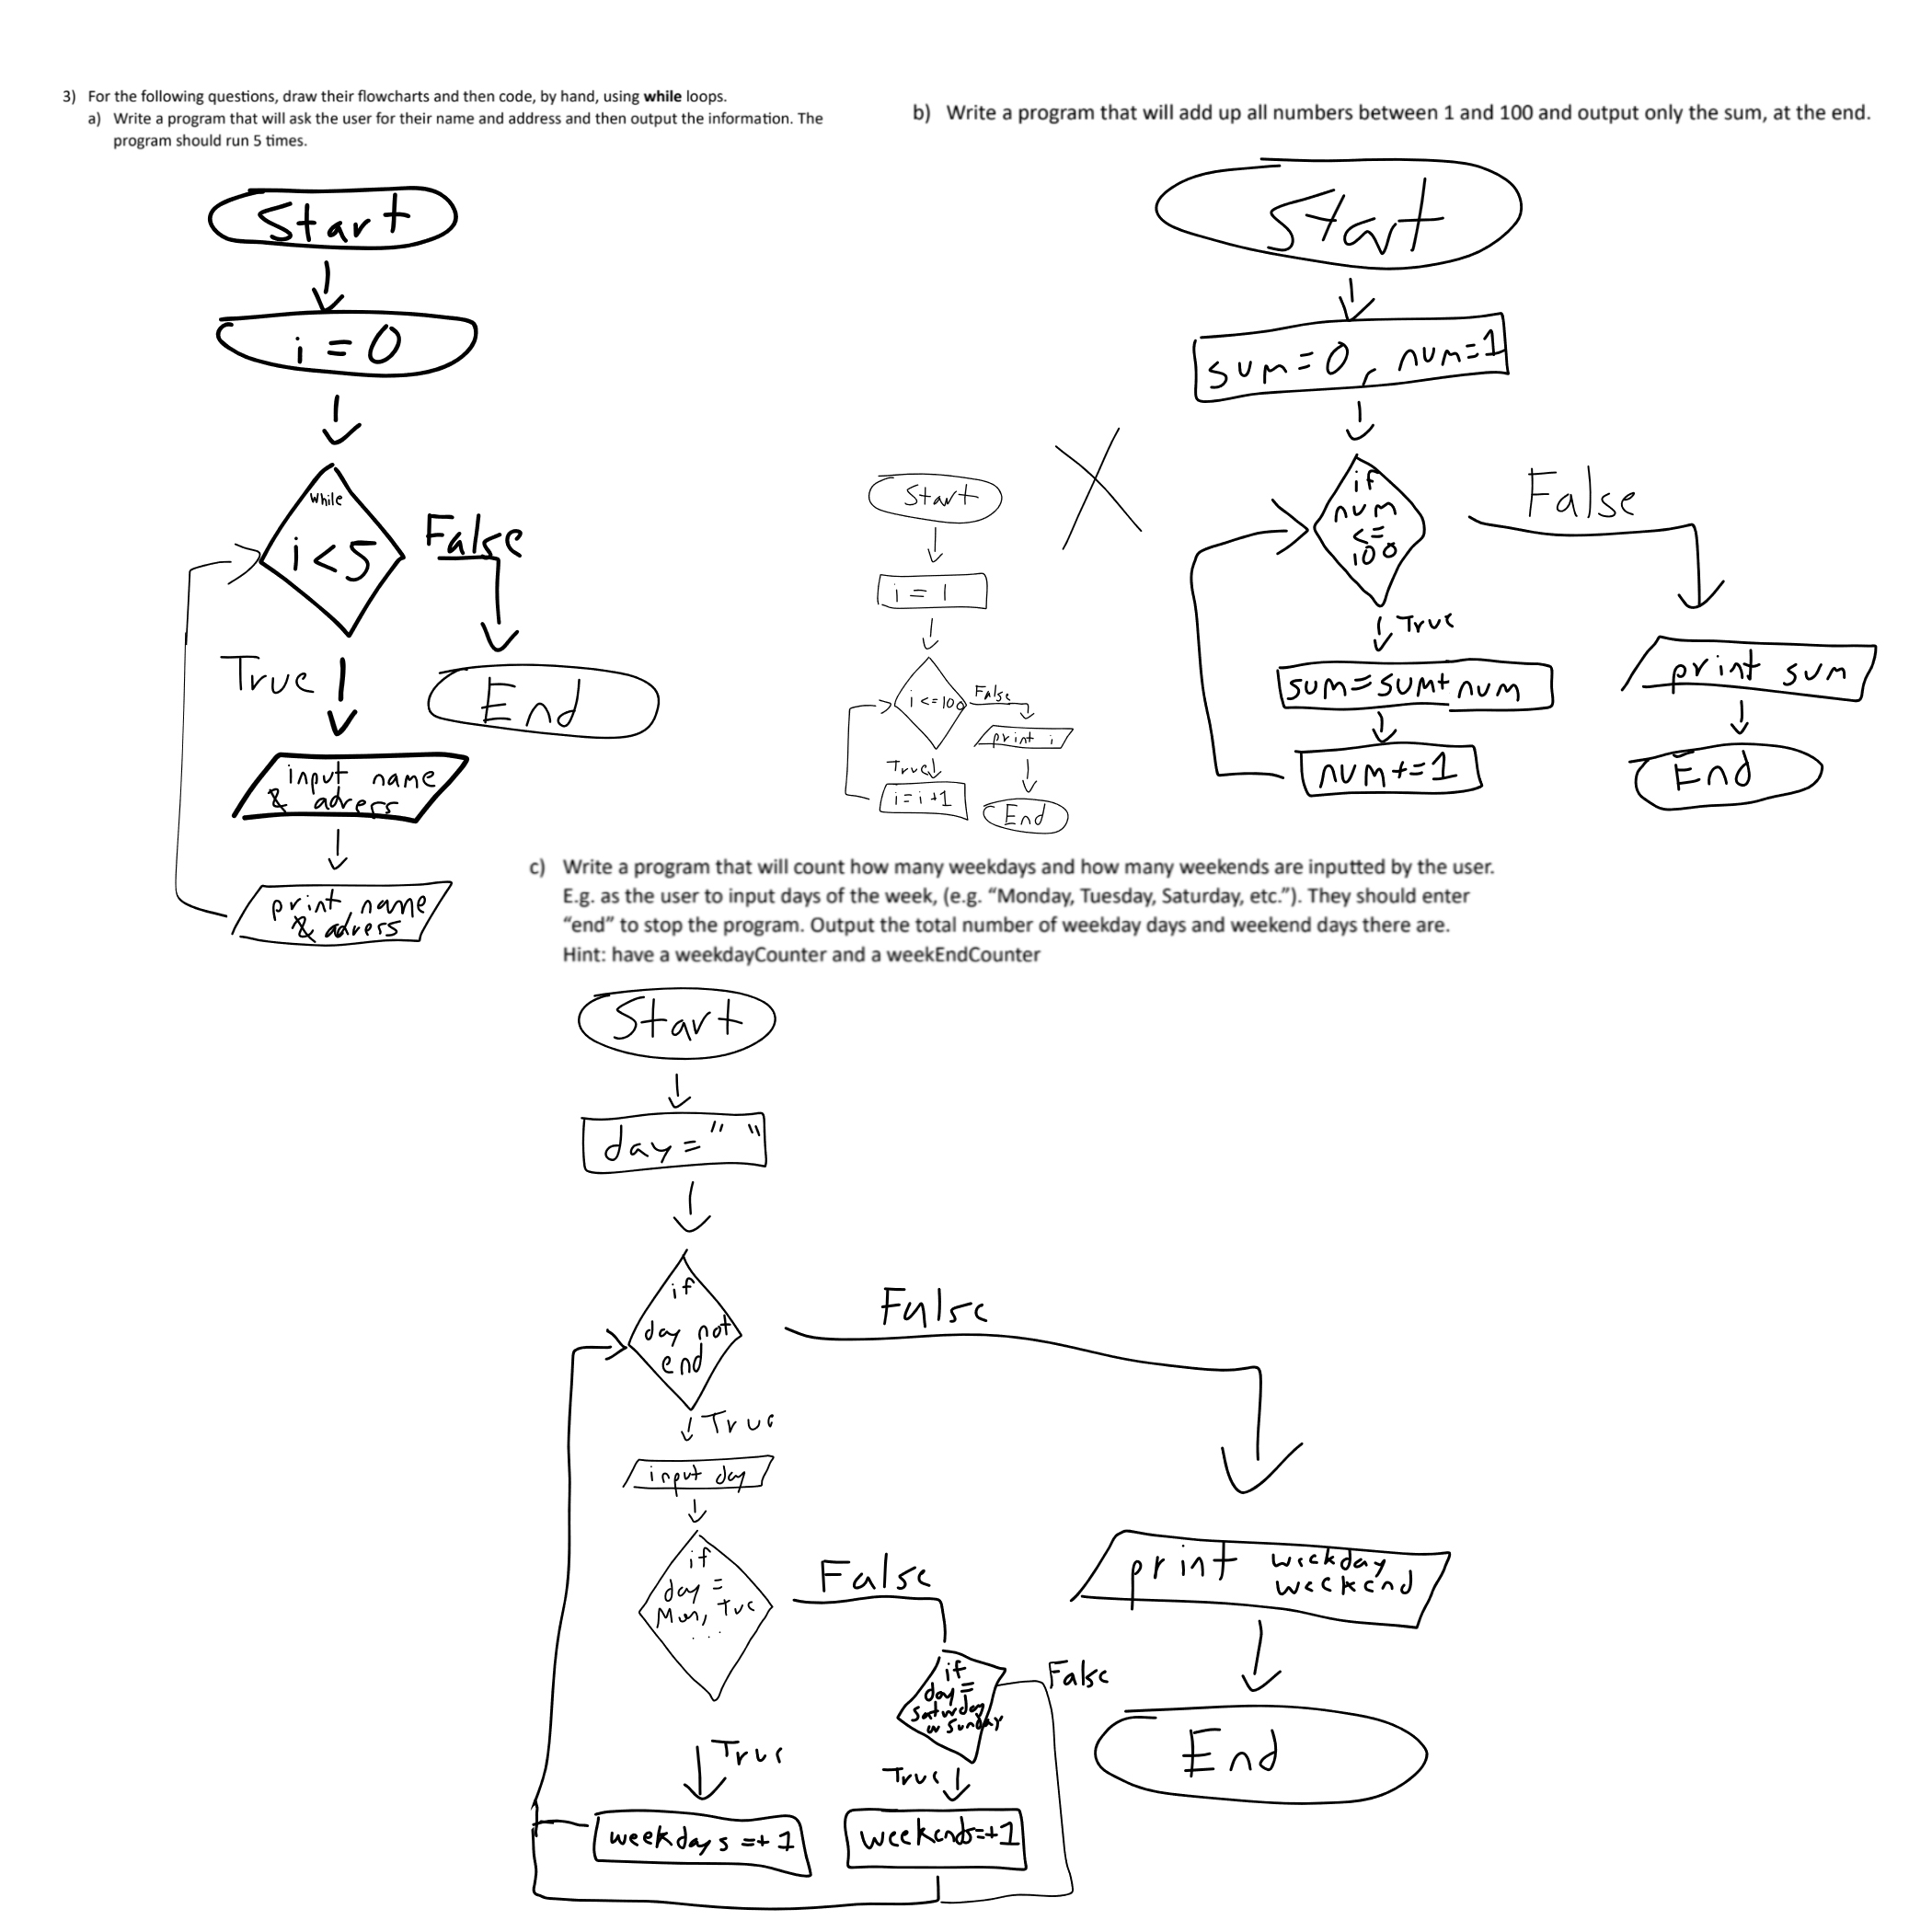 3) For the following questions, draw their flowcharts and then code, by hand, using while loops.
a) Write a program that will ask the user for their name and address and then output the information. The
program should run 5 times.
Start
i = 0
While
i < 5
False
True
End
input name
& adress
print name
& adress
b) Write a program that will add up all numbers between 1 and 100 and output only the sum, at the end.
Start
i = 1
i <= 100
False
print i
True
i = i +1
End
Start
sum = 0, num = 1
if
num
<=
100
False
True
sum = sum + num
num += 1
print sum
End
c) Write a program that will count how many weekdays and how many weekends are inputted by the user.
E.g. as the user to input days of the week, (e.g. “Monday, Tuesday, Saturday, etc.”). They should enter
“end” to stop the program. Output the total number of weekday days and weekend days there are.
Hint: have a weekdayCounter and a weekEndCounter
Start
day = " "
if
day not
end
False
True
input day
if
day =
Mon, Tue
...
False
True
weekdays =+ 1
if
day =
saturday
or sunday
False
True
weekends =+ 1
print weekday
weekend
End